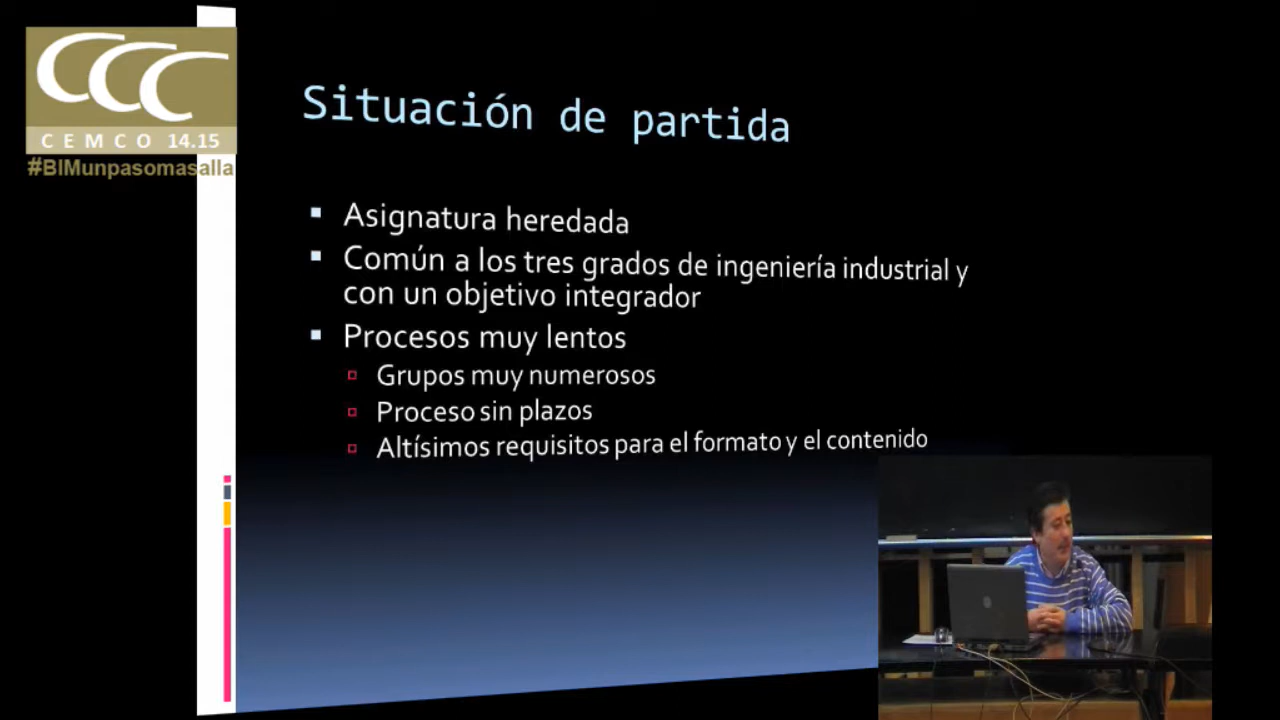 CCC
CEMCO 14.15
#BIMunpasomasalla
Situación de partida
Asignatura heredada
Común a los tres grados de ingeniería industrial y
con un objetivo integrador
Procesos muy lentos
Grupos muy numerosos
Proceso sin plazos
Altísimos requisitos para el formato y el contenido